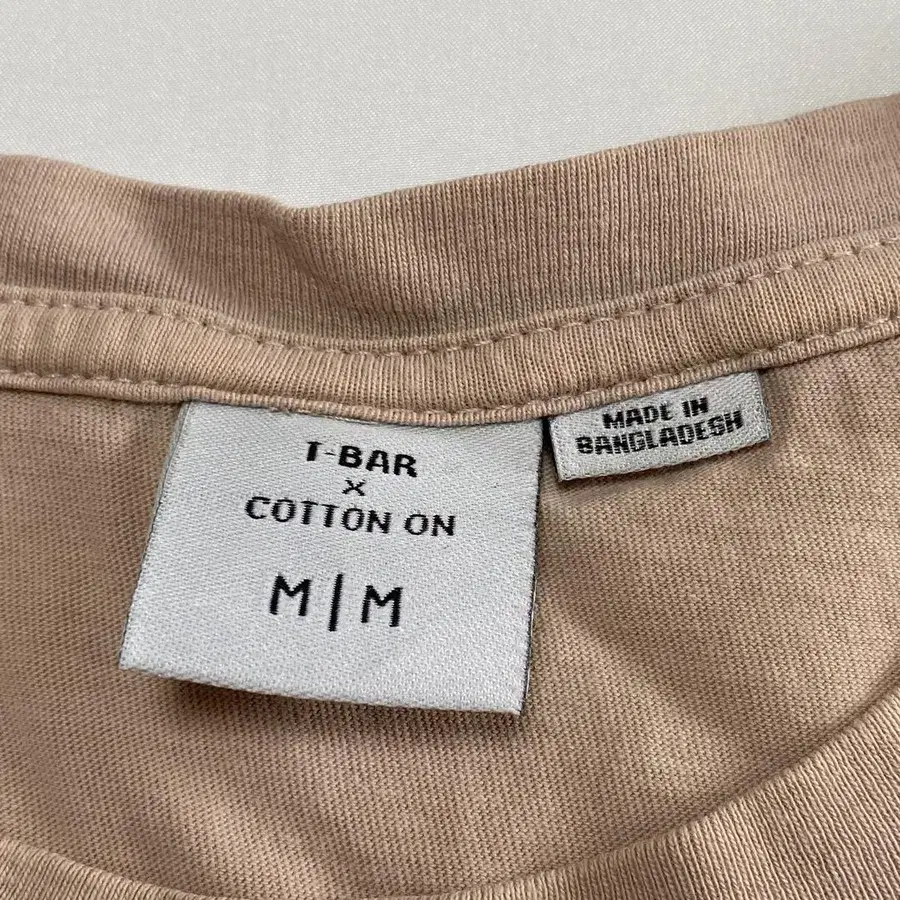 T-BAR
X
COTTON ON
M|M
MADE IN
BANGLADESH